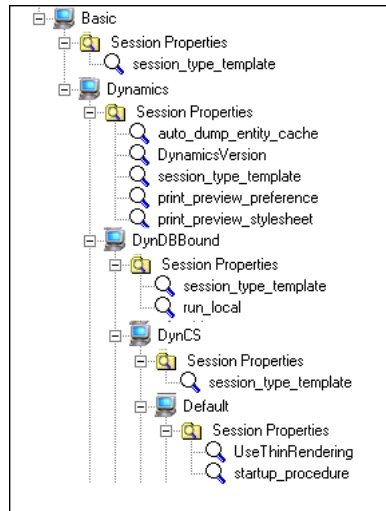 Basic
Session Properties
session_type_template
Dynamics
Session Properties
auto_dump_entity_cache
DynamicsVersion
session_type_template
print_preview_preference
print_preview_stylesheet
DynDBBound
Session Properties
session_type_template
run_local
DynCS
Session Properties
session_type_template
Default
Session Properties
UseThinRendering
startup_procedure